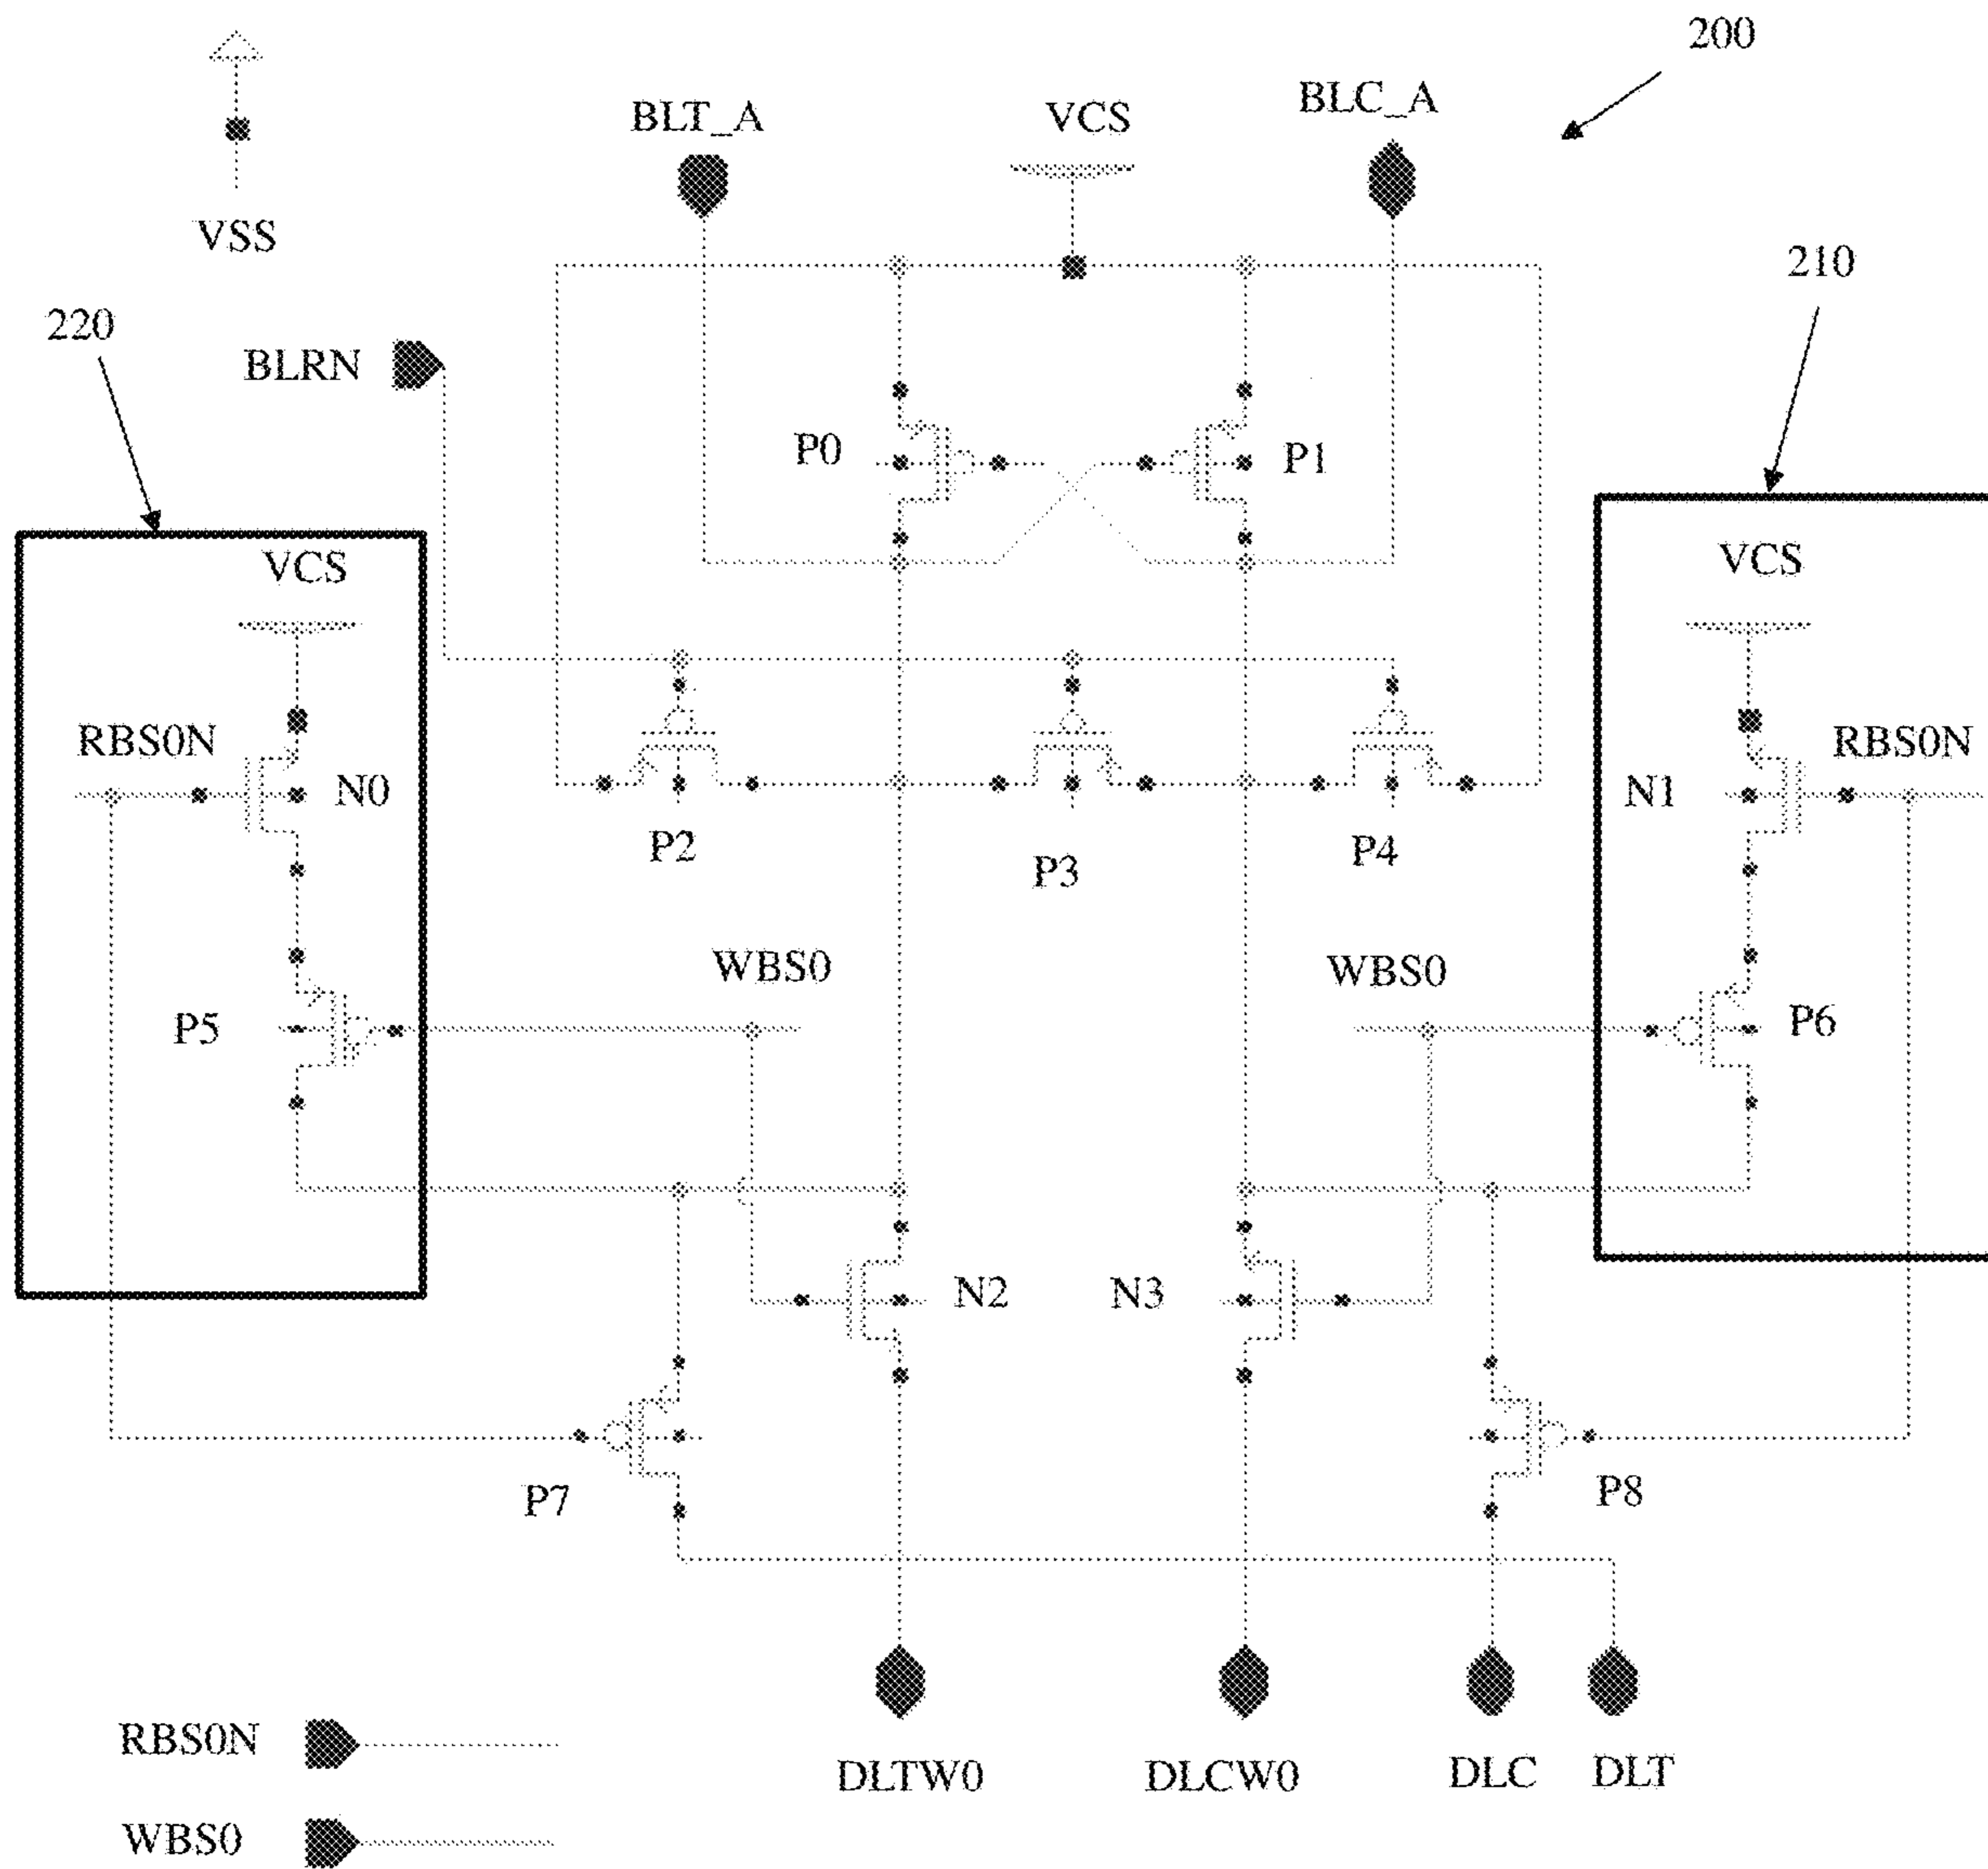 200
BLT_A
VCS
BLC_A
VSS
210
220
BLRN
P0
P1
VCS
VCS
RBS0N
RBS0N
N0
N1
P2
P3
P4
WBS0
WBS0
P5
P6
N2
N3
P7
P8
RBS0N
DLTW0
DLCW0
DLC
DLT
WBS0